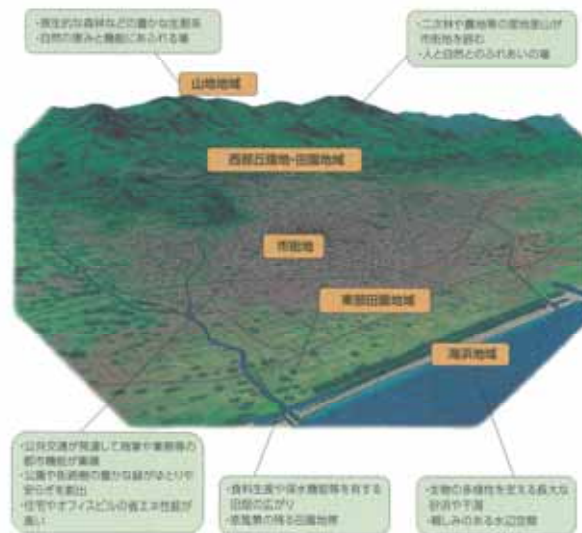 ・原生的な森林などの豊かな生態系
・自然の恵みと機能にあふれる場
・二次林や農地等の里地里山が
市街地を囲む
・人と自然とのふれあいの場
山地地域
西部丘陵地・田園地域
市街地
東部田園地域
海浜地域
・公共交通が発達して商業や業務等の
都市機能が集積
・公園や街路樹の豊かな緑がゆとりや
安らぎを創出
・住宅やオフィスビルの省エネ性能が
高い
・食料生産や保水機能等を有する
田畑の広がり
・原風景の残る田園地帯
・生物の多様性を支える長大な
砂浜や干潟
・親しみのある水辺空間